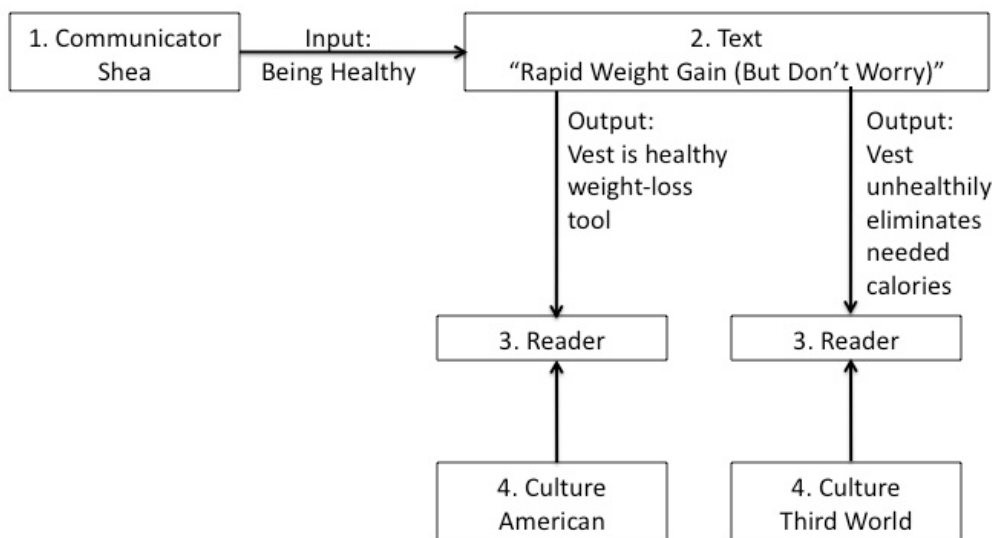 1. Communicator
Shea
Input:
Being Healthy
2. Text
“Rapid Weight Gain (But Don’t Worry)”
Output:
Vest is healthy
weight-loss
tool
Output:
Vest
unhealthily
eliminates
needed
calories
3. Reader
3. Reader
4. Culture
American
4. Culture
Third World